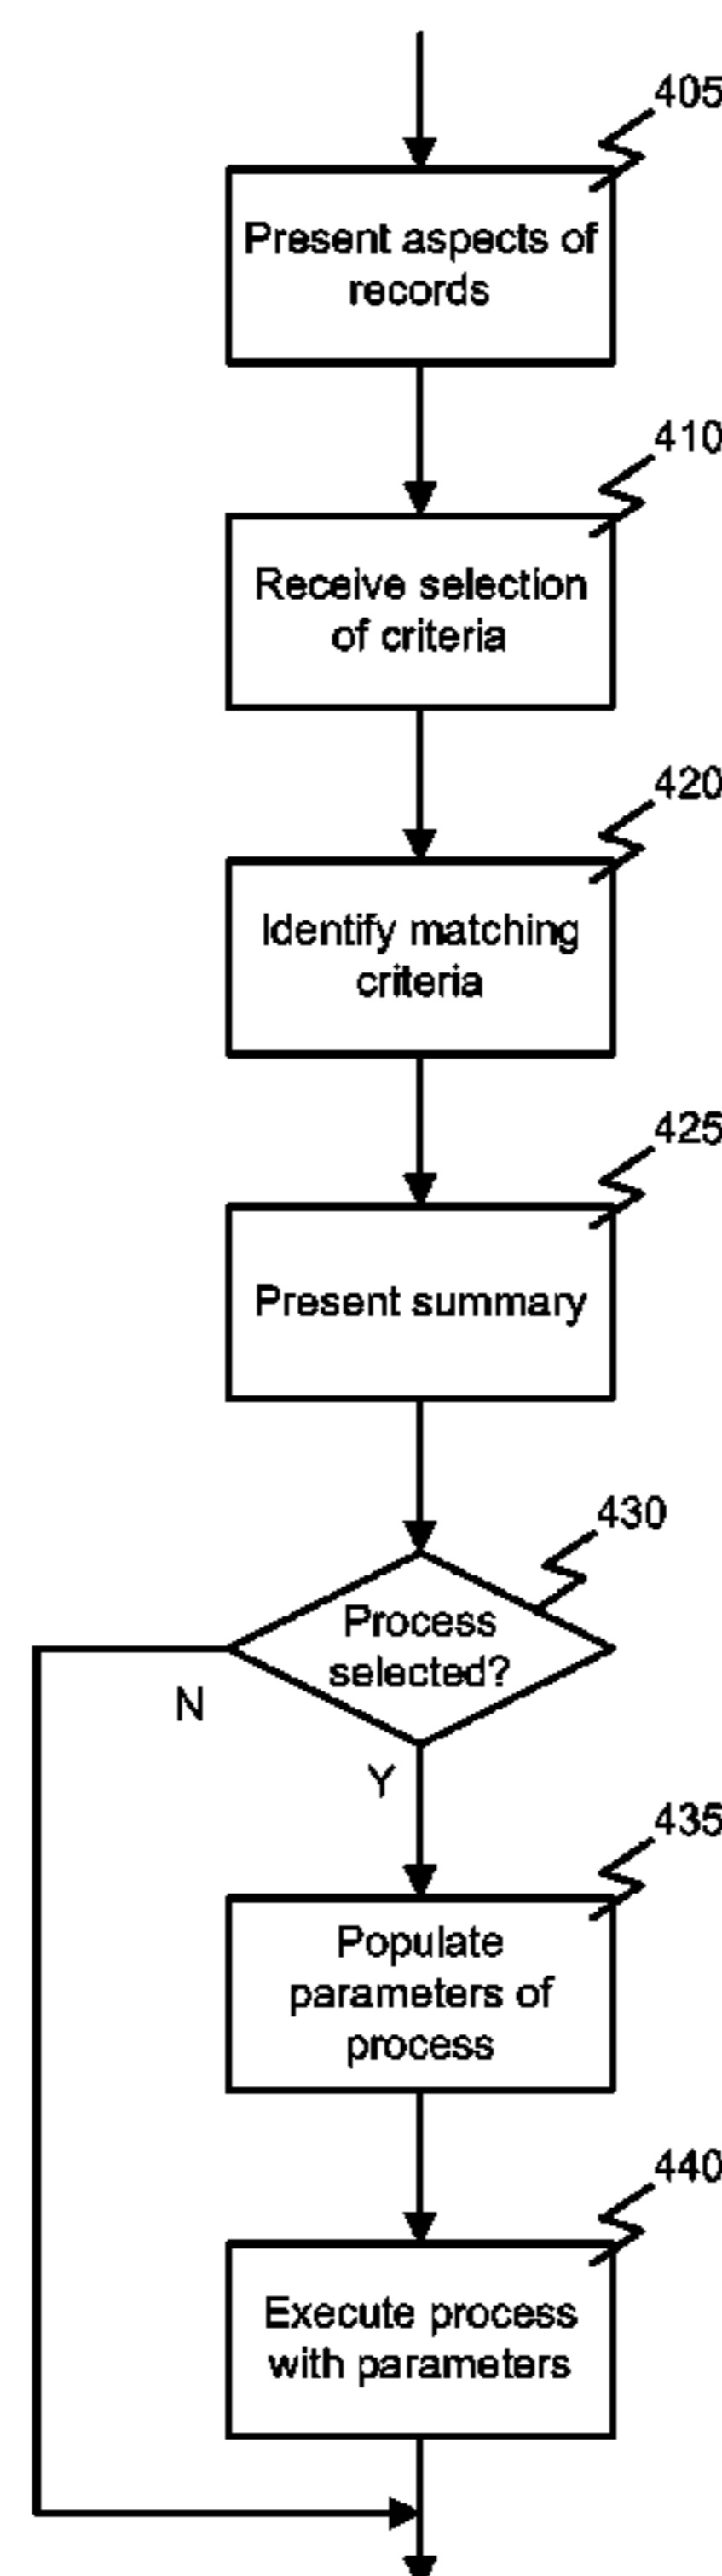 405
Present aspects of
records
410
Receive selection
of criteria
420
Identify matching
criteria
425
Present summary
430
Process
selected?
N
Y
435
Populate
parameters of
process
440
Execute process
with parameters